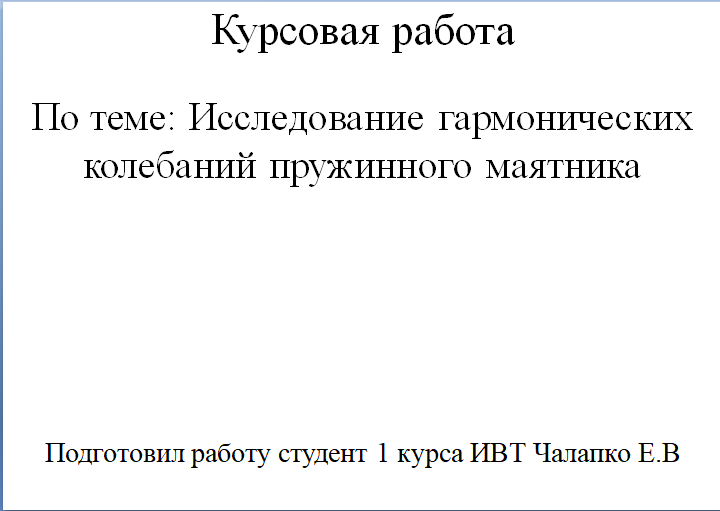 Курсовая работа
По теме: Исследование гармонических
колебаний пружинного маятника
Подготовил работу студент 1 курса ИВТ Чалапко Е.В